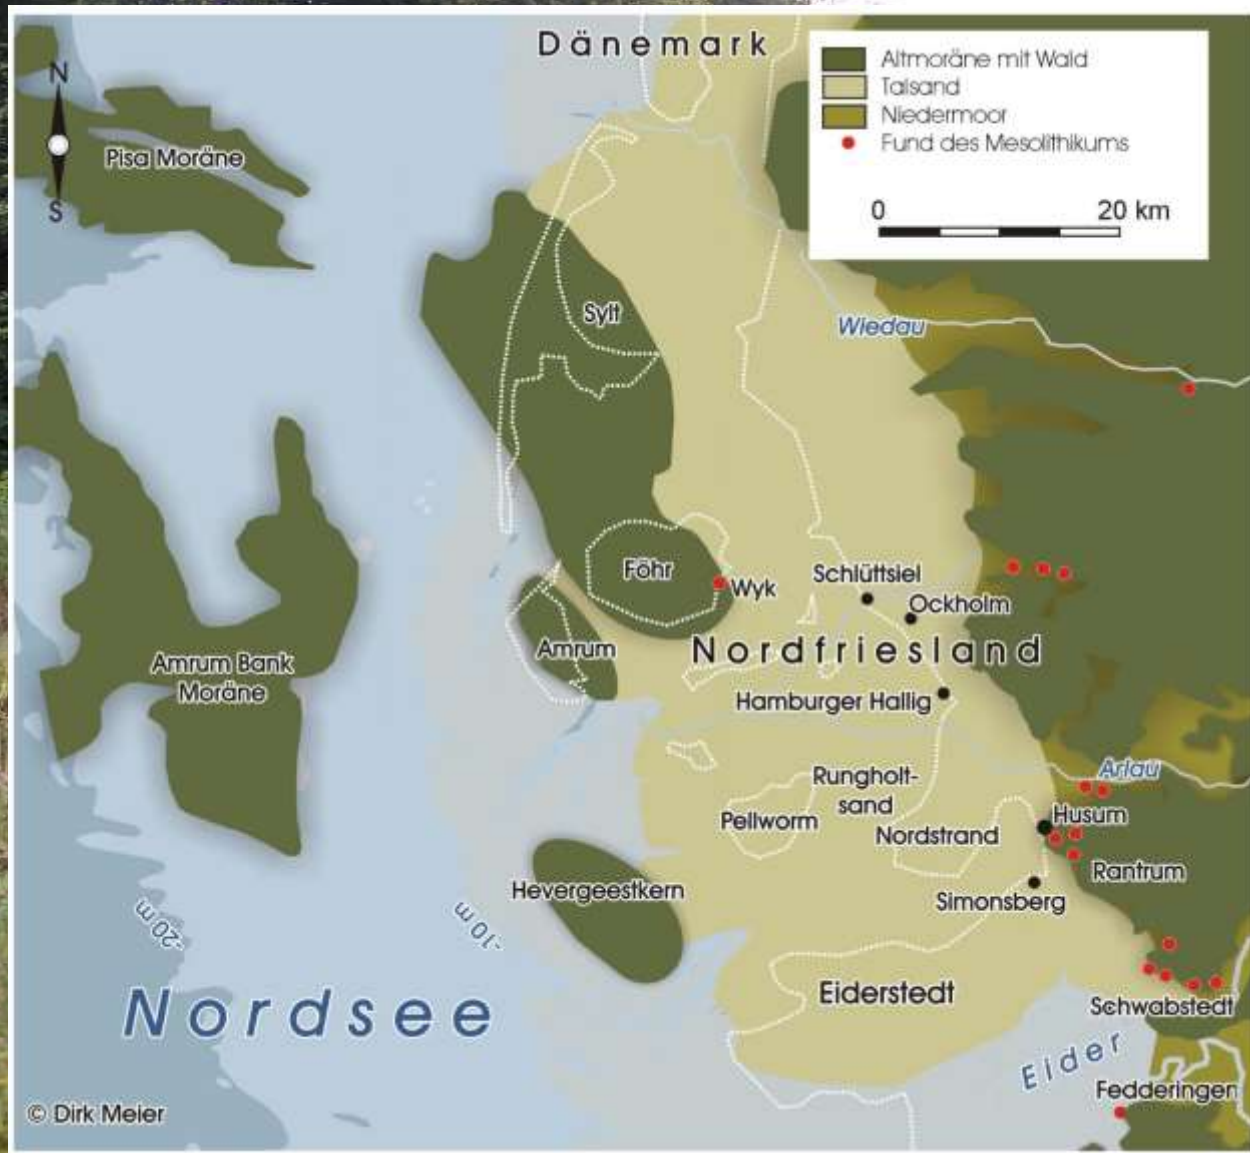 Dänemark
Altmoräne mit Wald
Talsand
Niedermoor
Fund des Mesolithikums
0 20 km
N
S
Pisa Moräne
Sylt
Wiedau
Föhr
Wyk
Schlüttsiel
Ockholm
Nordfriesland
Amrum
Amrum Bank
Moräne
Hamburger Hallig
Arlau
Rungholt-
sand
Pellworm
Nordstrand
Husum
Rantrum
Hevergeestkern
Simonsberg
-20 m
-10 m
Nordsee
Eiderstedt
Schwabstedt
Eider
Fedderingen
© Dirk Meier